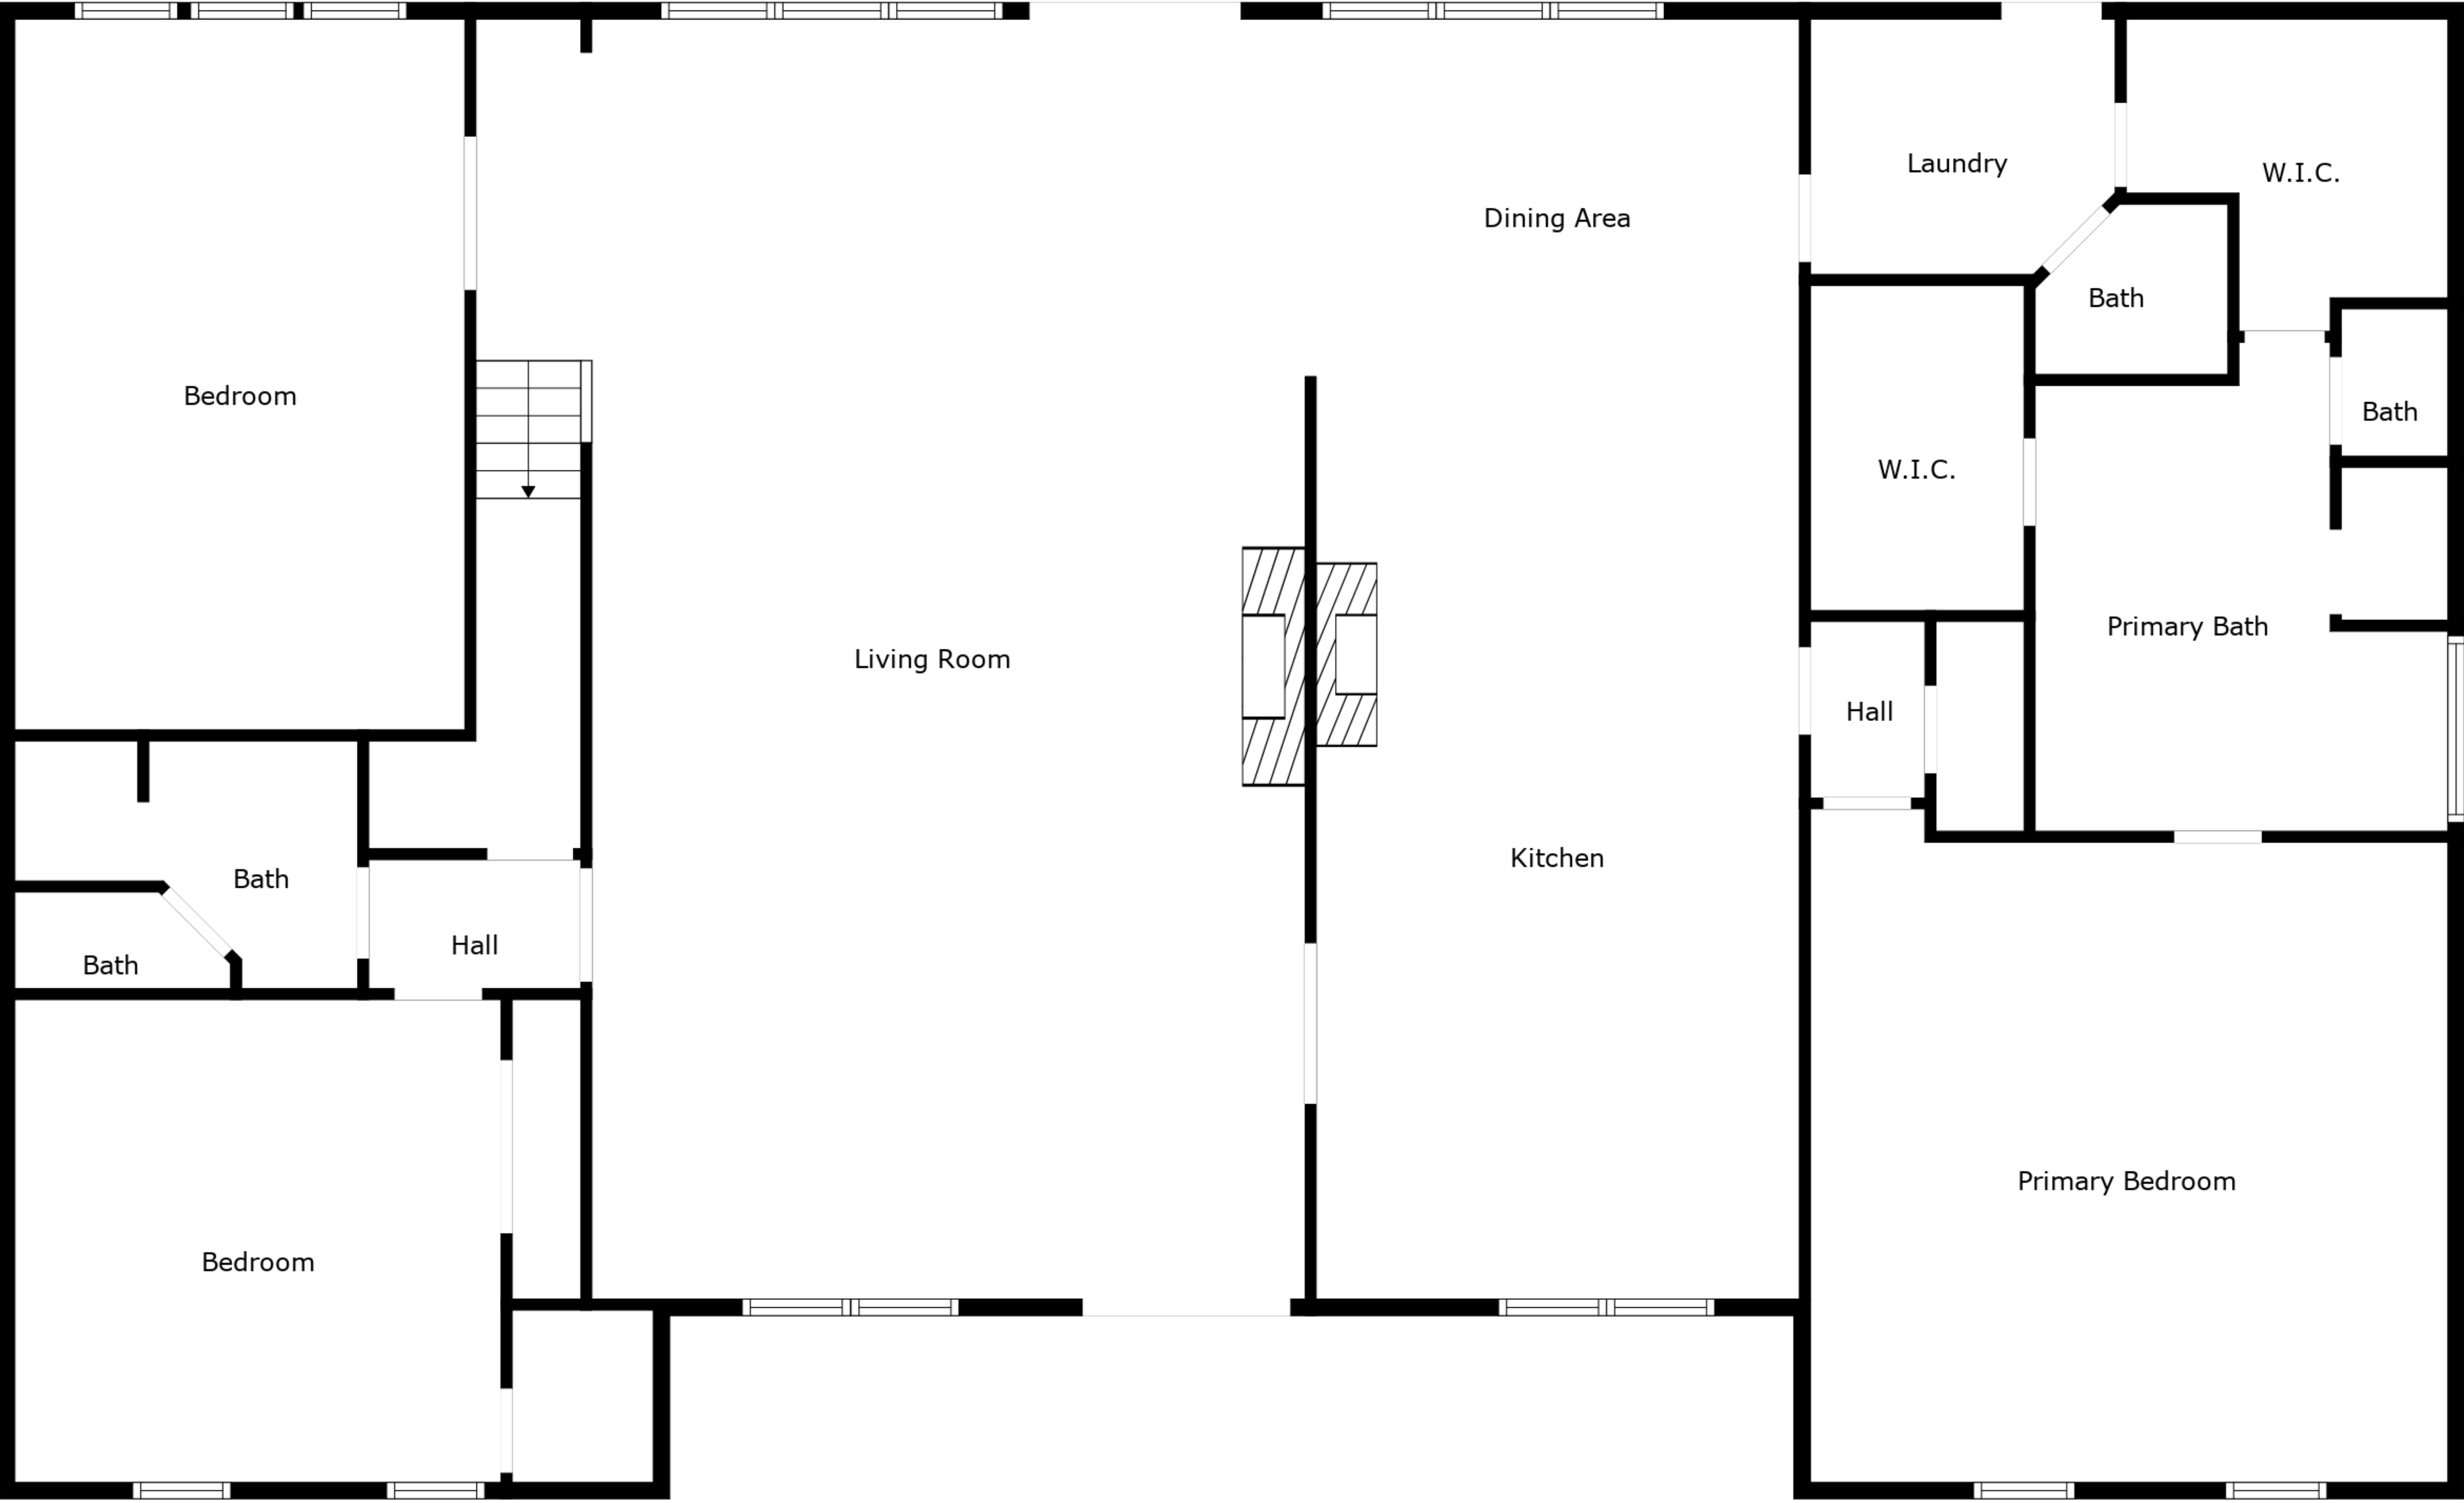 Laundry
W.I.C.
Dining Area
Bath
Bedroom
Bath
W.I.C.
Primary Bath
Living Room
Hall
Kitchen
Bath
Hall
Bath
Primary Bedroom
Bedroom